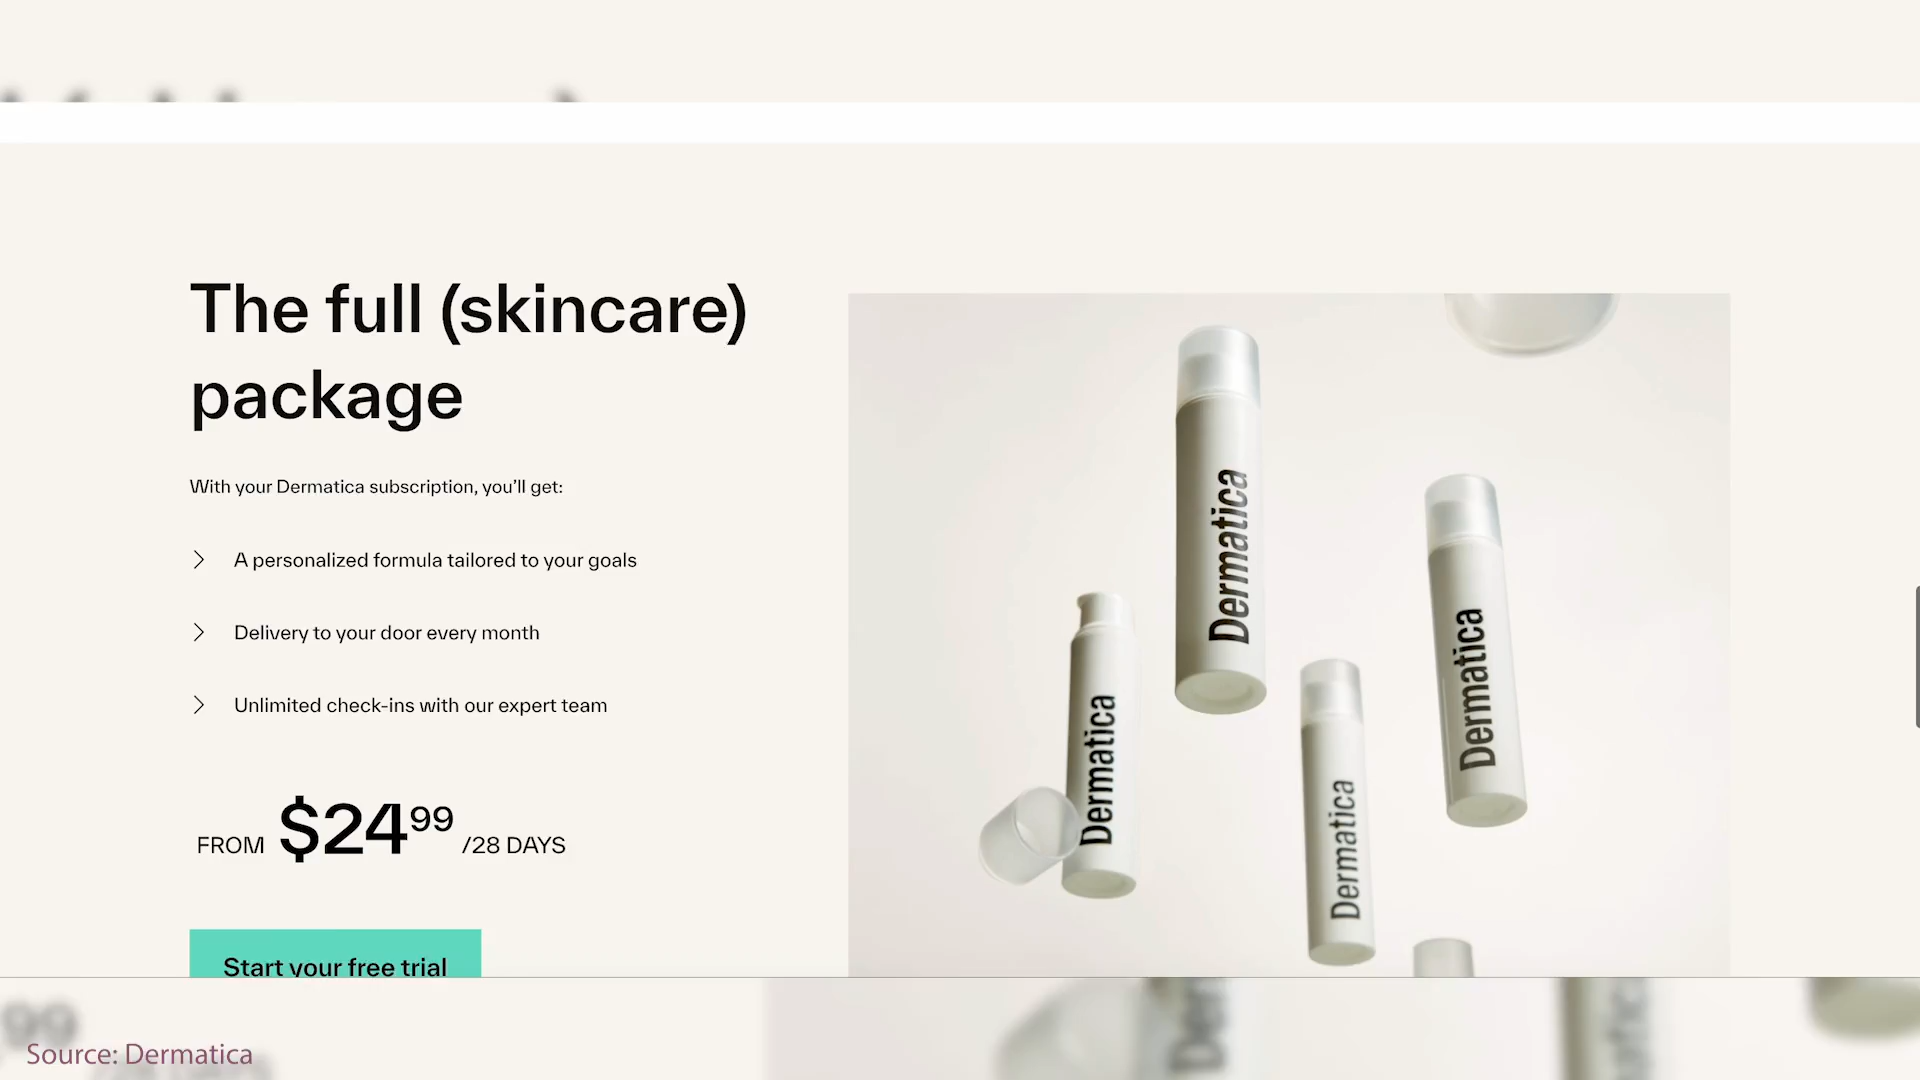 The full (skincare)
package
With your Dermatica subscription, you’ll get:
A personalized formula tailored to your goals
Delivery to your door every month
Unlimited check-ins with our expert team
FROM $24.99 /28 DAYS
Start your free trial
Dermatica
Dermatica
Dermatica
Dermatica
99
Source: Dermatica